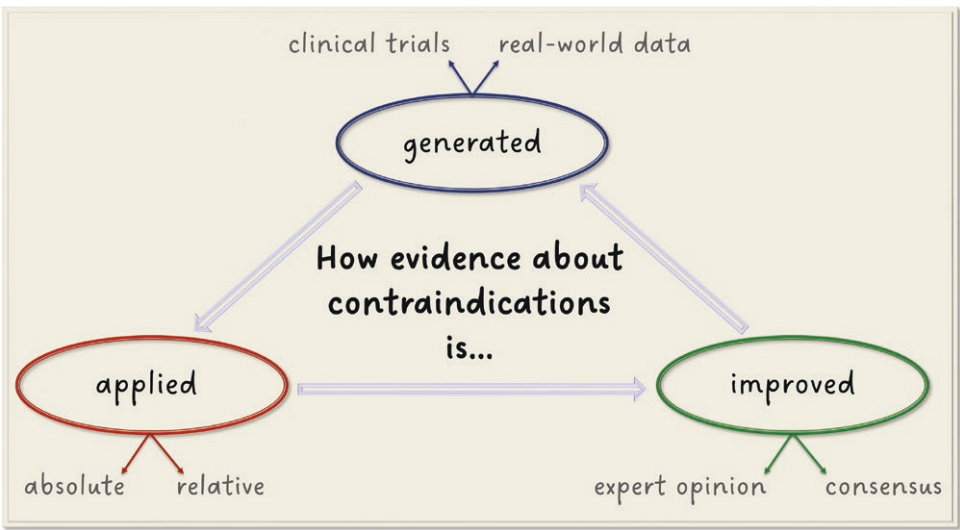 clinical trials
real-world data
generated
How evidence about
contraindications
is...
applied
improved
absolute
relative
expert opinion
consensus